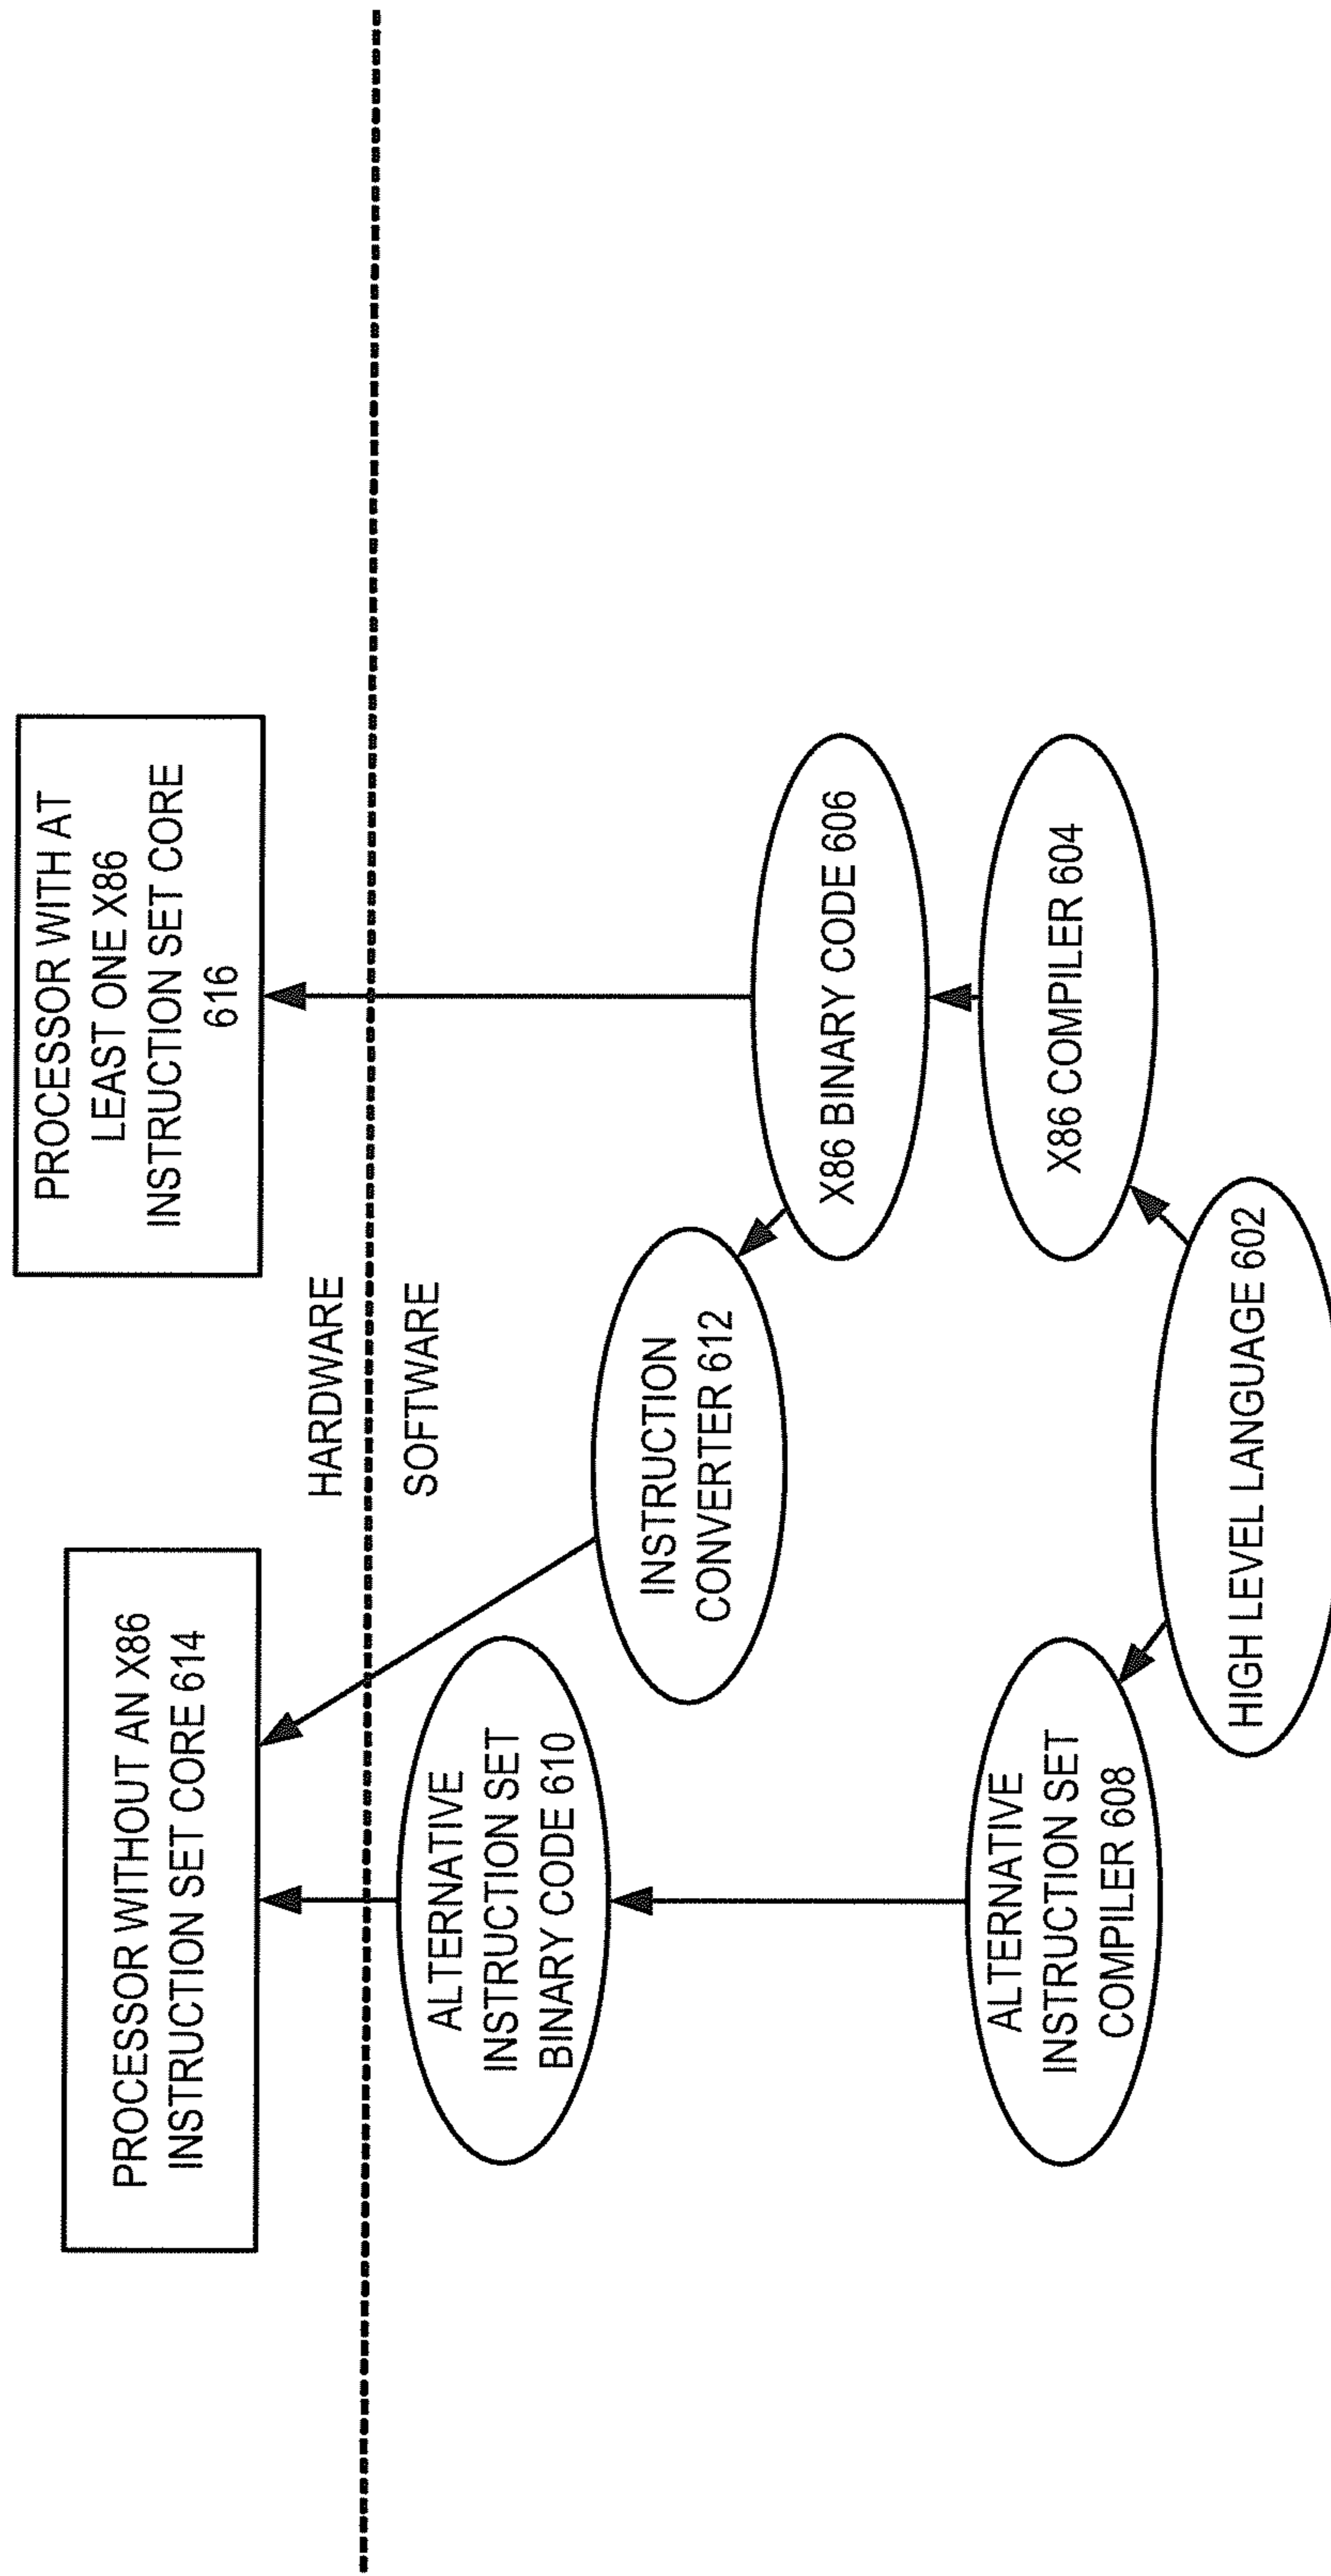 PROCESSOR WITHOUT AN X86
INSTRUCTION SET CORE 614
PROCESSOR WITH AT
LEAST ONE X86
INSTRUCTION SET CORE
616
HARDWARE
SOFTWARE
ALTERNATIVE
INSTRUCTION SET
BINARY CODE 610
INSTRUCTION
CONVERTER 612
X86 BINARY CODE 606
ALTERNATIVE
INSTRUCTION SET
COMPILER 608
X86 COMPILER 604
HIGH LEVEL LANGUAGE 602